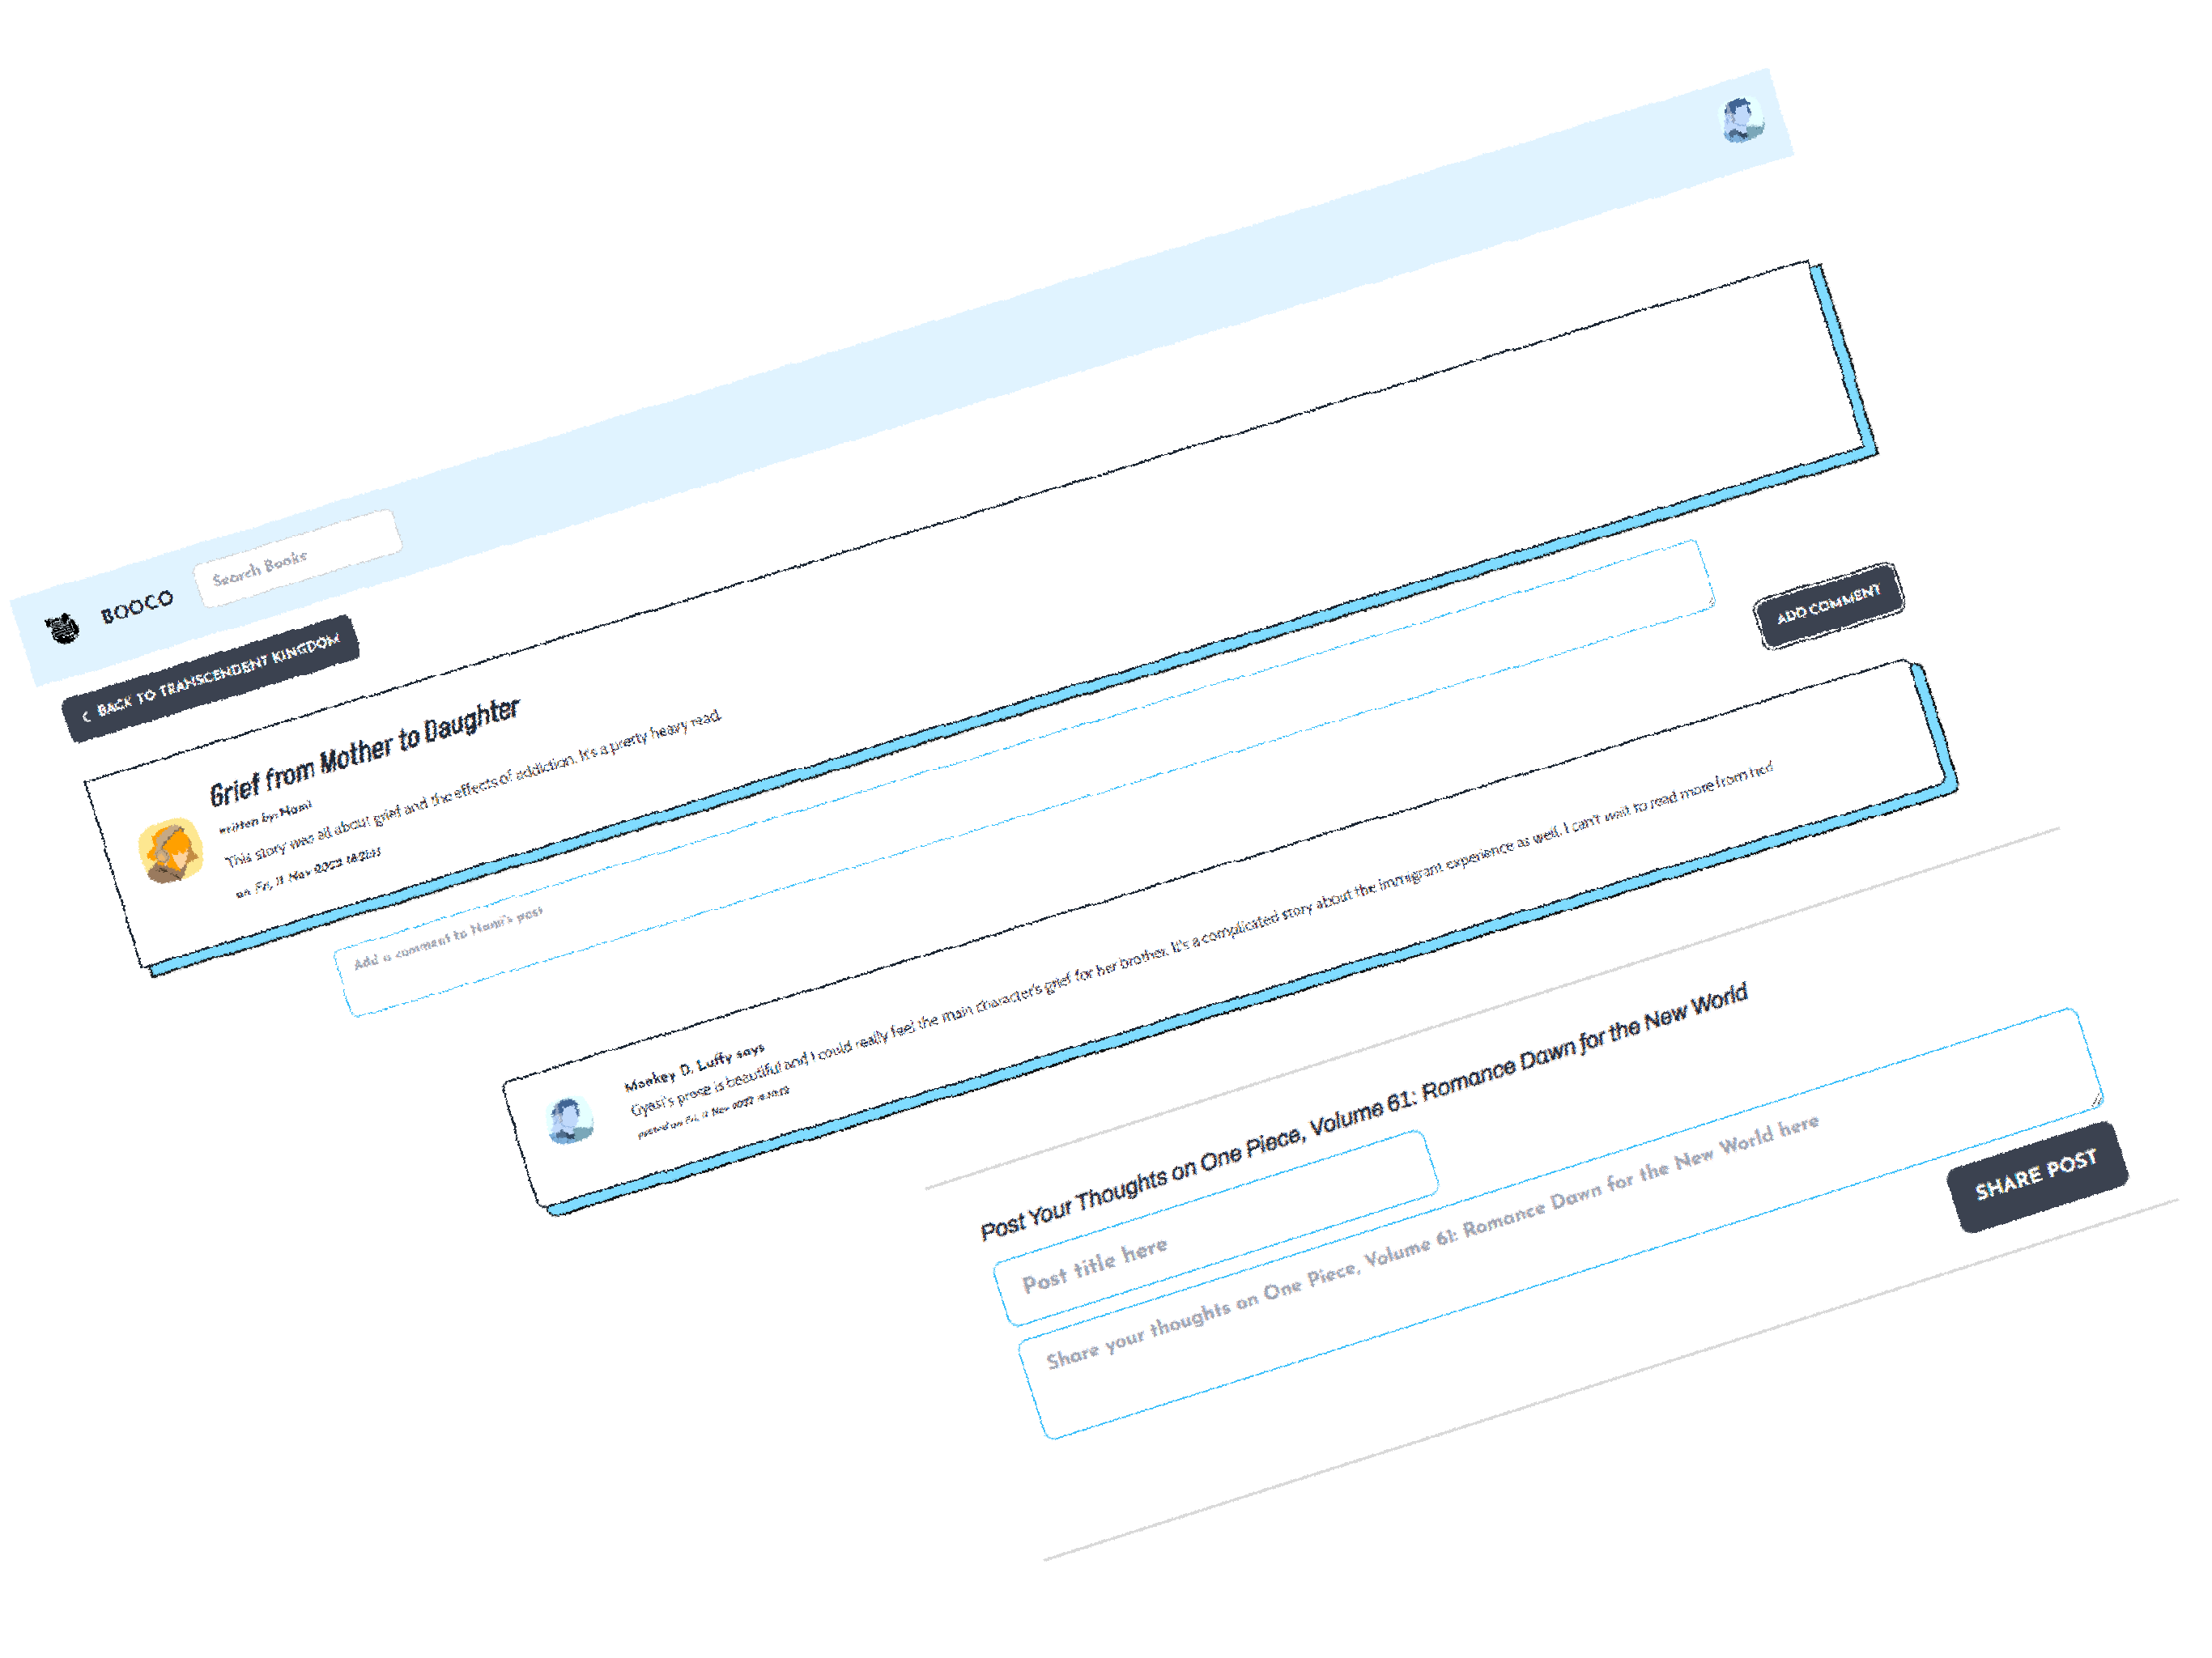 BOOCO
Search Books
BACK TO TRANSCENDENT KINGDOM
Grief from Mother to Daughter
written by: Nami
This story was all about grief and the effects of addiction. It's a pretty heavy read.
on Fri, 11 Nov 2022
Add a comment to Nami's post
ADD COMMENT
Monkey D. Luffy says
Gyasi's prose is beautiful and I could really feel the main character's grief for her brother. It's a complicated story about the immigrant experience as well. I can't wait to read more from her!
posted on Fri, 11 Nov 2022
Post Your Thoughts on One Piece, Volume 61: Romance Dawn for the New World
Post title here
Share your thoughts on One Piece, Volume 61: Romance Dawn for the New World here
SHARE POST